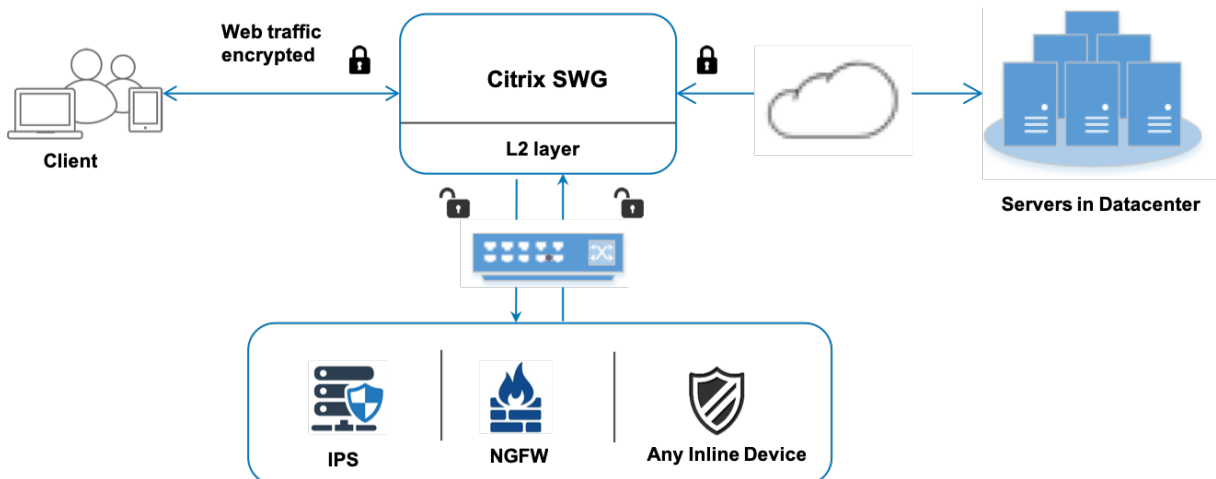 Web traffic
encrypted
Citrix SWG
L2 layer
Client
Servers in Datacenter
IPS
NGFW
Any Inline Device